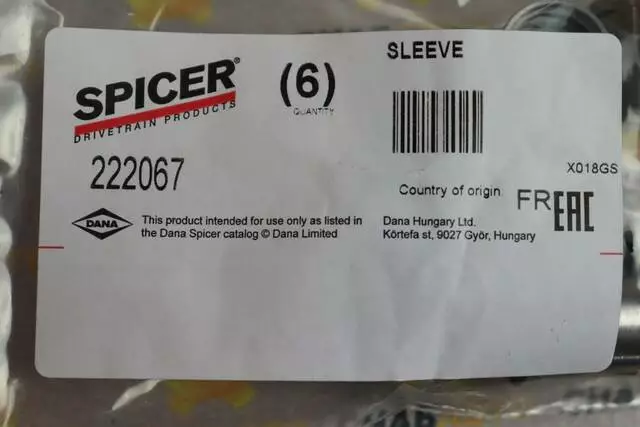 SLEEVE
SPICER®
DRIVETRAIN PRODUCTS
(6)
QUANTITY
222067
X018GS
Country of origin FR
EAC
DANA
This product intended for use only as listed in
the Dana Spicer catalog © Dana Limited
Dana Hungary Ltd.
Körtefa st, 9027 Györ, Hungary